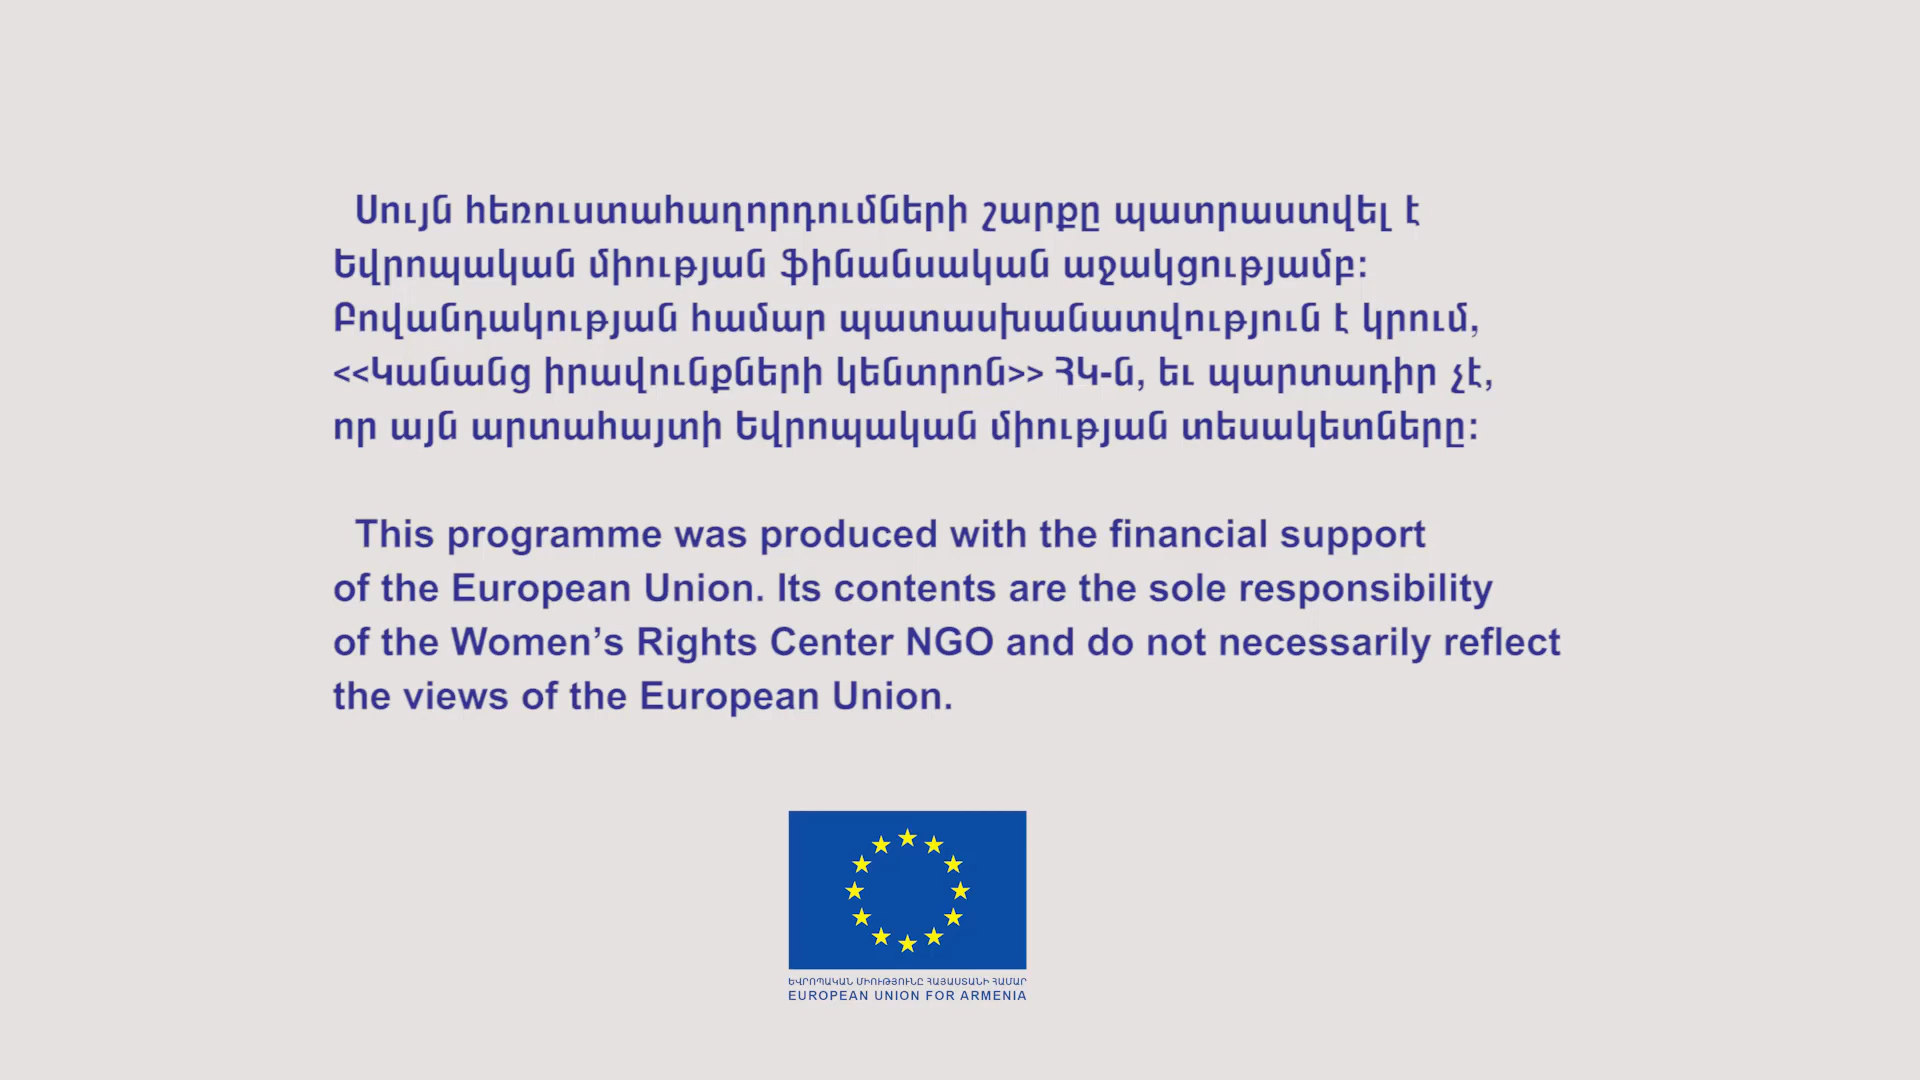 Սույն հեռուստահաղորդումների շարքը պատրաստվել է
Եվրոպական միության ֆինանսական աջակցությամբ:
Բովանդակության համար պատասխանատվություն է կրում,
<<Կանանց իրավունքների կենտրոն>> ՀԿ-ն, եւ պարտադիր չէ,
որ այն արտահայտի Եվրոպական միության տեսակետները:
This programme was produced with the financial support
of the European Union. Its contents are the sole responsibility
of the Women’s Rights Center NGO and do not necessarily reflect
the views of the European Union.
ԵՎՐՈՊԱԿԱՆ ՄԻՈՒԹՅՈՒՆԸ ՀԱՅԱՍՏԱՆԻ ՀԱՄԱՐ
EUROPEAN UNION FOR ARMENIA